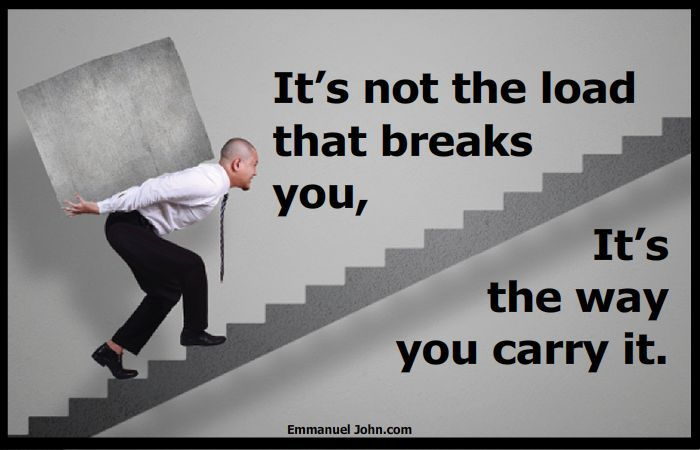 It’s not the load
that breaks
you,
It’s
the way
you carry it.
Emmanuel John.com